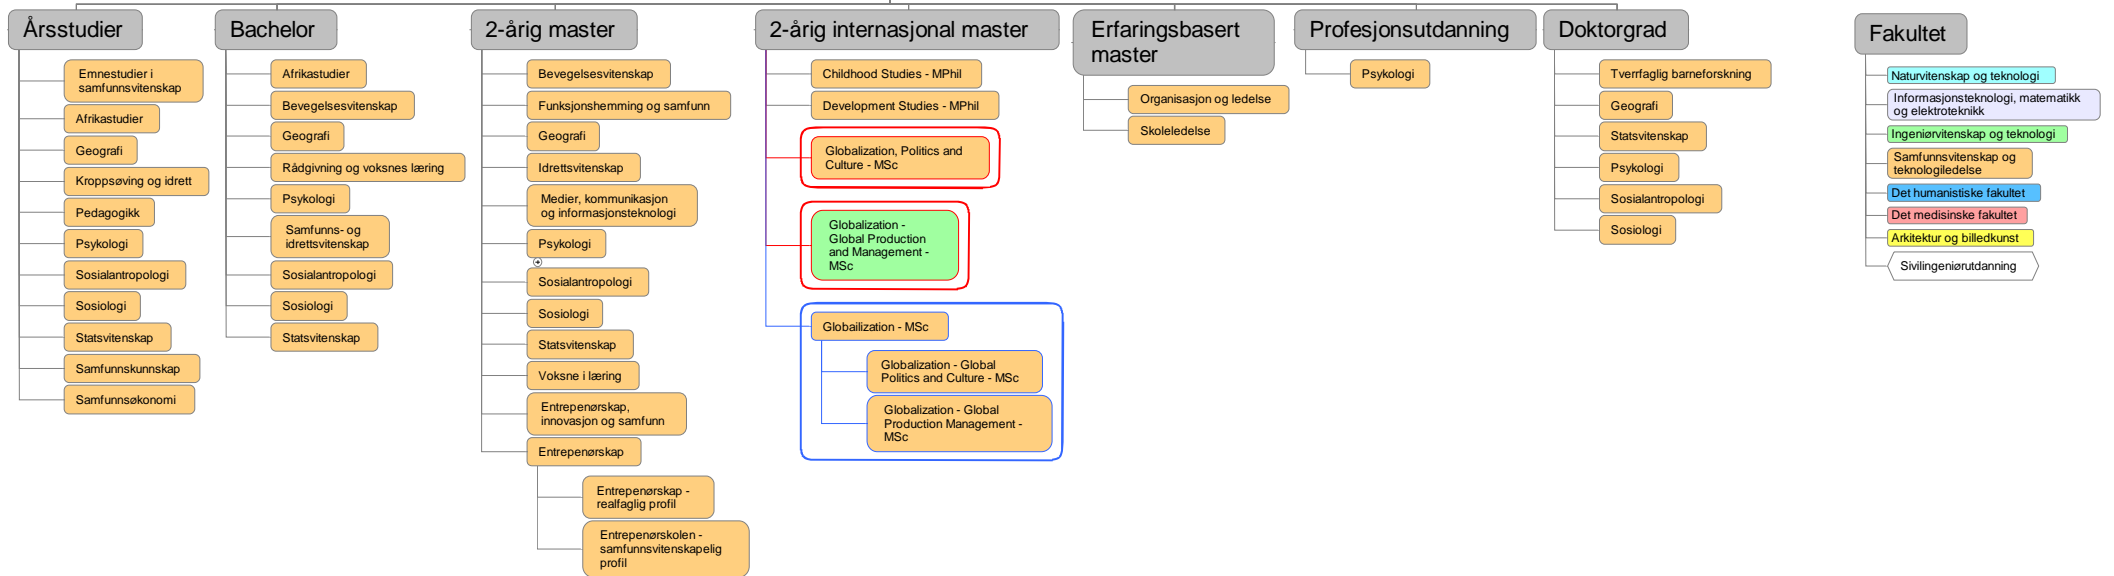 Årsstudier
Emnestudier i
samfunnsvitenskap
Afrikastudier
Geografi
Kroppsøving og idrett
Pedagogikk
Psykologi
Sosialantropologi
Sosiologi
Statsvitenskap
Samfunnskunnskap
Samfunnsøkonomi
Bachelor
Afrikastudier
Bevegelsesvitenskap
Geografi
Rådgivning og voksnes læring
Psykologi
Samfunns- og
idrettsvitenskap
Sosialantropologi
Sosiologi
Statsvitenskap
2-årig master
Bevegelsesvitenskap
Funksjonshemming og samfunn
Geografi
Idrettsvitenskap
Medier, kommunikasjon
og informasjonsteknologi
Psykologi
Sosialantropologi
Sosiologi
Statsvitenskap
Voksne i læring
Entrepenørskap,
innovasjon og samfunn
Entrepenørskap
Entrepenørskap -
realfaglig profil
Entrepenørskolen -
samfunnsvitenskapelig
profil
2-årig internasjonal master
Childhood Studies - MPhil
Development Studies - MPhil
Globalization, Politics and
Culture - MSc
Globalization -
Global Production
and Management -
MSc
Globailization - MSc
Globalization - Global
Politics and Culture - MSc
Globalization - Global
Production Management -
MSc
Erfaringsbasert
master
Organisasjon og ledelse
Skoleledelse
Profesjonsutdanning
Psykologi
Doktorgrad
Tverrfaglig barneforskning
Geografi
Statsvitenskap
Psykologi
Sosialantropologi
Sosiologi
Fakultet
Naturvitenskap og teknologi
Informasjonsteknologi, matematikk
og elektroteknikk
Ingeniørvitenskap og teknologi
Samfunnsvitenskap og
teknologiledelse
Det humanistiske fakultet
Det medisinske fakultet
Arkitektur og billedkunst
Sivilingeniørutdanning